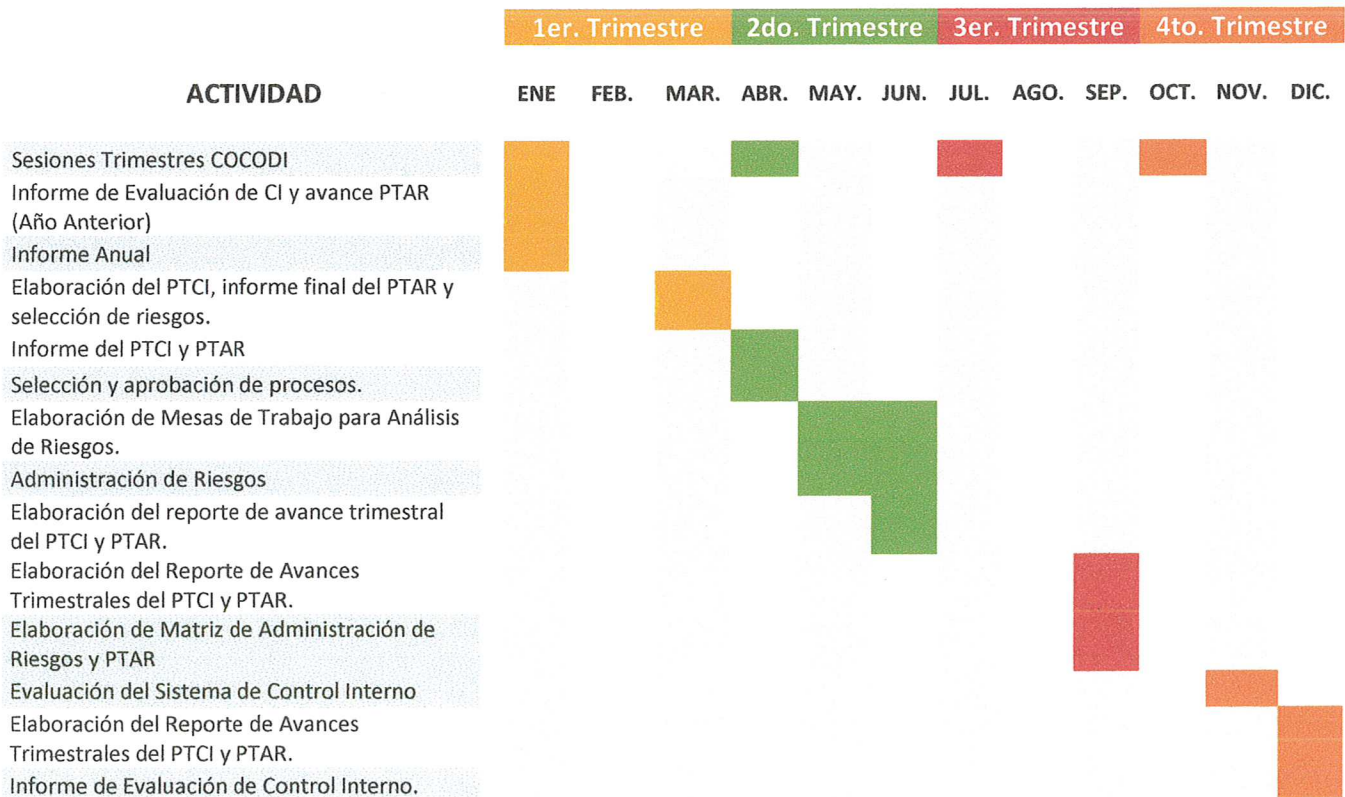 1er. Trimestre 2do. Trimestre 3er. Trimestre 4to. Trimestre
ACTIVIDAD ENE FEB. MAR. ABR. MAY. JUN. JUL. AGO. SEP. OCT. NOV. DIC.
Sesiones Trimestres COCODI
Informe de Evaluación de CI y avance PTAR
(Año Anterior)
Informe Anual
Elaboración del PTCI, informe final del PTAR y
selección de riesgos.
Informe del PTCI y PTAR
Selección y aprobación de procesos.
Elaboración de Mesas de Trabajo para Análisis
de Riesgos.
Administración de Riesgos
Elaboración del reporte de avance trimestral
del PTCI y PTAR.
Elaboración del Reporte de Avances
Trimestrales del PTCI y PTAR.
Elaboración de Matriz de Administración de
Riesgos y PTAR
Evaluación del Sistema de Control Interno
Elaboración del Reporte de Avances
Trimestrales del PTCI y PTAR.
Informe de Evaluación de Control Interno.